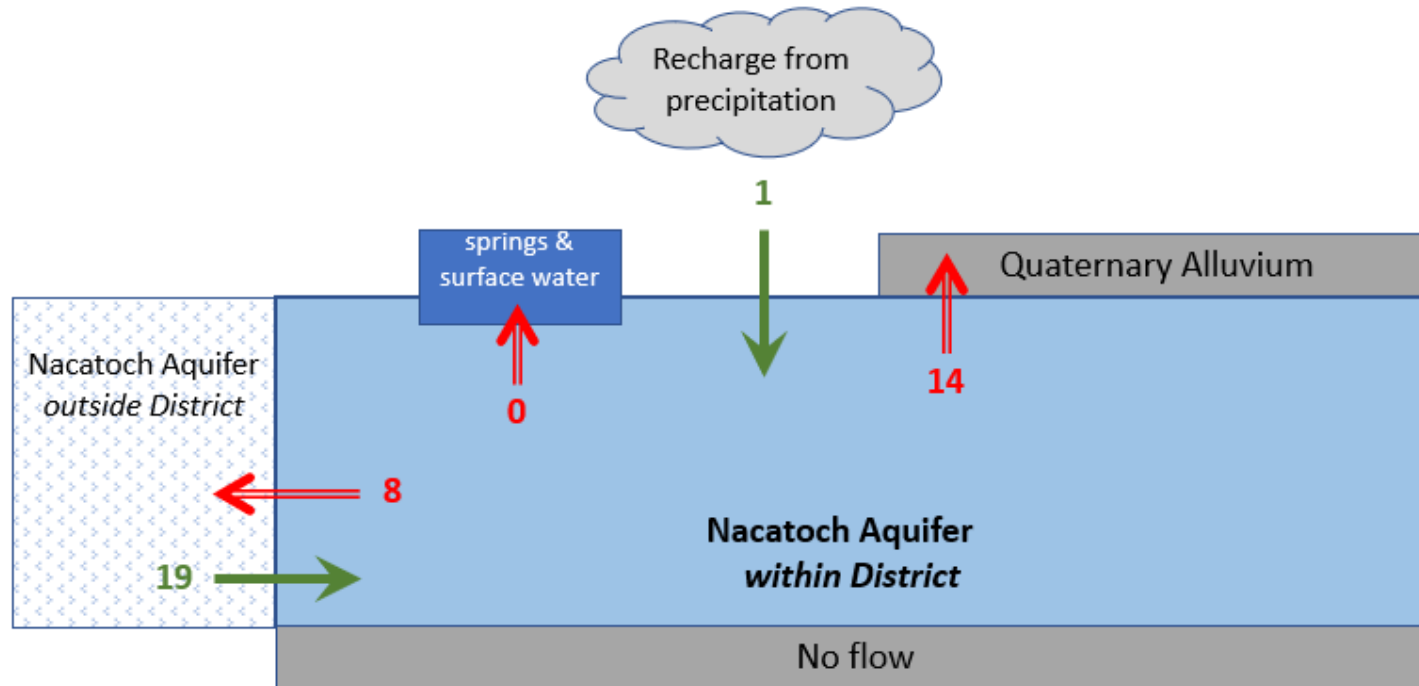 Recharge from
precipitation
1
springs &
surface water
Quaternary Alluvium
Nacatoch Aquifer
outside District
0
14
8
19
Nacatoch Aquifer
within District
No flow